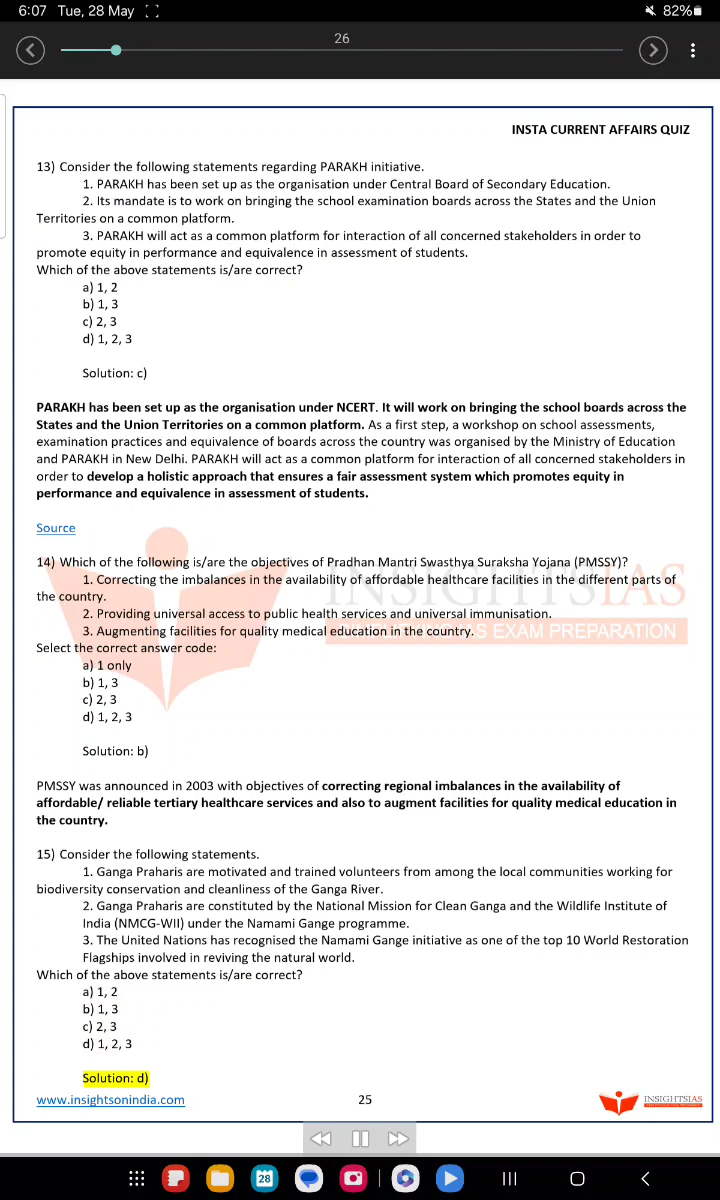 6:07 Tue, 28 May
82%
26
INSTA CURRENT AFFAIRS QUIZ
13) Consider the following statements regarding PARAKH initiative.
1. PARAKH has been set up as the organisation under Central Board of Secondary Education.
2. Its mandate is to work on bringing the school examination boards across the States and the Union
Territories on a common platform.
3. PARAKH will act as a common platform for interaction of all concerned stakeholders in order to
promote equity in performance and equivalence in assessment of students.
Which of the above statements is/are correct?
a) 1, 2
b) 1, 3
c) 2, 3
d) 1, 2, 3
Solution: c)
PARAKH has been set up as the organisation under NCERT. It will work on bringing the school boards across the
States and the Union Territories on a common platform. As a first step, a workshop on school assessments,
examination practices and equivalence of boards across the country was organised by the Ministry of Education
and PARAKH in New Delhi. PARAKH will act as a common platform for interaction of all concerned stakeholders in
order to develop a holistic approach that ensures a fair assessment system which promotes equity in
performance and equivalence in assessment of students.
Source
14) Which of the following is/are the objectives of Pradhan Mantri Swasthya Suraksha Yojana (PMSSY)?
1. Correcting the imbalances in the availability of affordable healthcare facilities in the different parts of
the country.
2. Providing universal access to public health services and universal immunisation.
3. Augmenting facilities for quality medical education in the country.
Select the correct answer code:
a) 1 only
b) 1, 3
c) 2, 3
d) 1, 2, 3
INSIGHTSIAS
EXAM PREPARATION
Solution: b)
PMSSY was announced in 2003 with objectives of correcting regional imbalances in the availability of
affordable/ reliable tertiary healthcare services and also to augment facilities for quality medical education in
the country.
15) Consider the following statements.
1. Ganga Praharis are motivated and trained volunteers from among the local communities working for
biodiversity conservation and cleanliness of the Ganga River.
2. Ganga Praharis are constituted by the National Mission for Clean Ganga and the Wildlife Institute of
India (NMCG-WII) under the Namami Gange programme.
3. The United Nations has recognised the Namami Gange initiative as one of the top 10 World Restoration
Flagships involved in reviving the natural world.
Which of the above statements is/are correct?
a) 1, 2
b) 1, 3
c) 2, 3
d) 1, 2, 3
Solution: d)
www.insightsonindia.com
25
INSIGHTSIAS
28